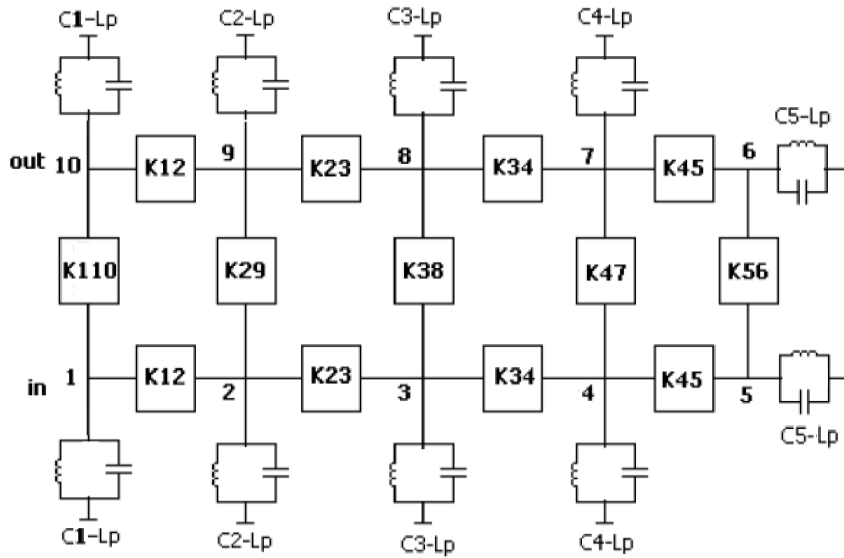 C1-Lp C2-Lp C3-Lp C4-Lp
C5-Lp
out 10 K12 9 K23 8 K34 7 K45 6
K110 K29 K38 K47 K56
in 1 K12 2 K23 3 K34 4 K45 5
C5-Lp
C1-Lp C2-Lp C3-Lp C4-Lp